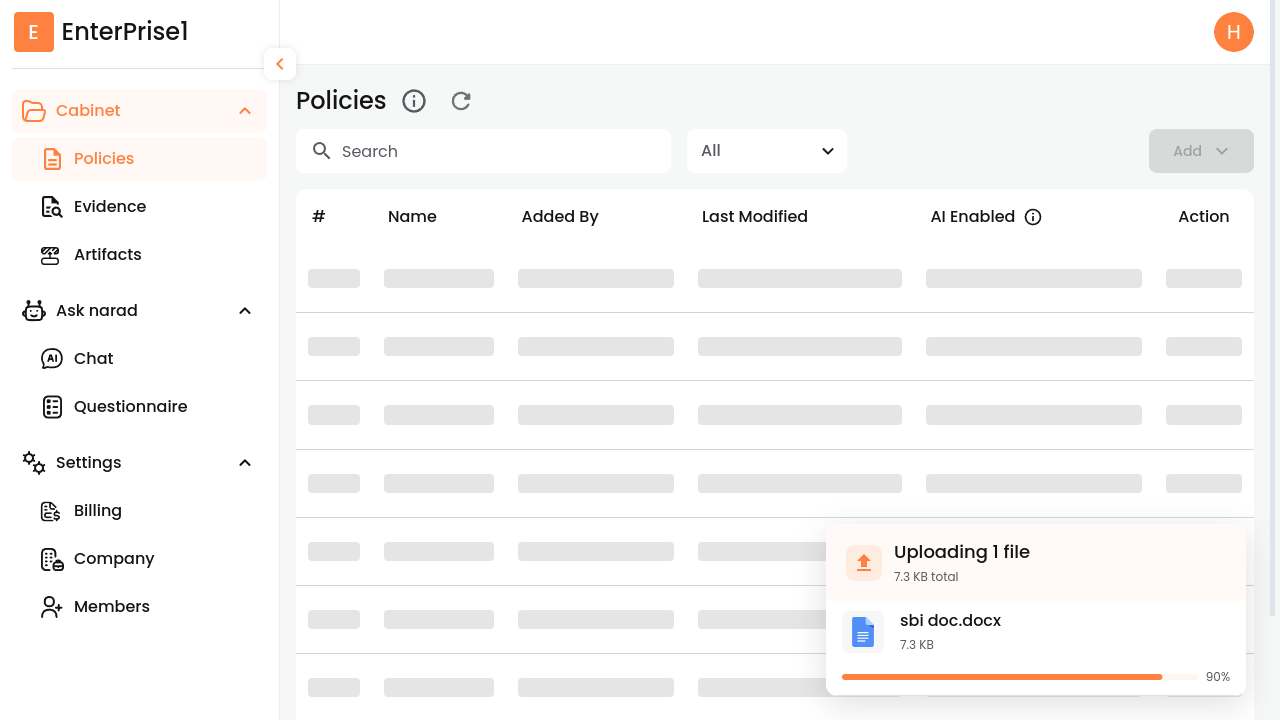 E EnterPrise1
H
Cabinet
Policies
Evidence
Artifacts
Ask narad
AI Chat
Questionnaire
Settings
Billing
Company
Members
Policies
Search
All
Add
# Name Added By Last Modified AI Enabled Action
Uploading 1 file
7.3 KB total
sbi doc.docx
7.3 KB
90%